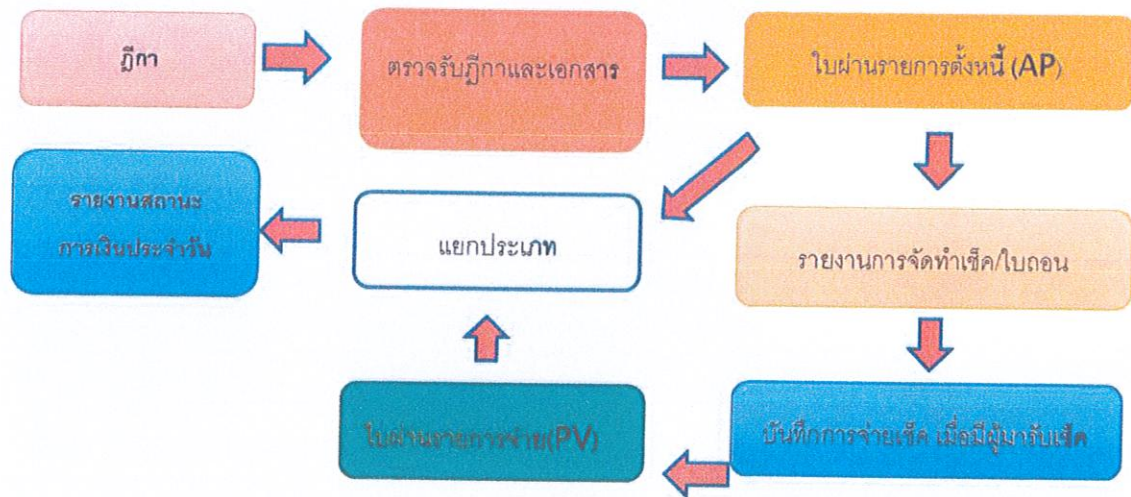 ฎีกา
ตรวจรับฎีกาและเอกสาร
ใบผ่านรายการตั้งหนี้ (AP)
รายงานสถานะ
การเงินประจำวัน
แยกประเภท
รายงานการจัดทำเช็ค/ใบถอน
ใบผ่านรายการจ่าย(PV)
บันทึกการจ่ายเช็ค เมื่อมีผู้มารับเช็ค